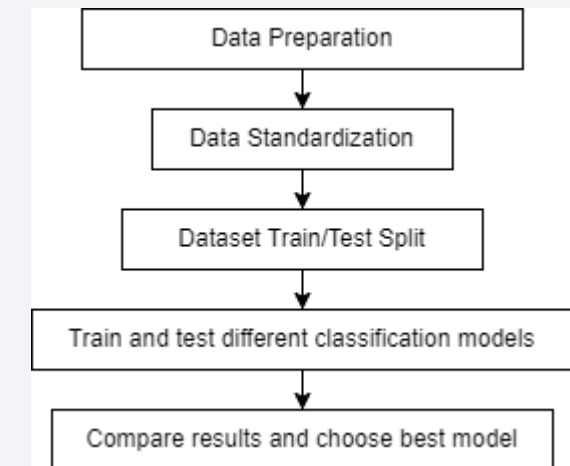 Data Preparation
Data Standardization
Dataset Train/Test Split
Train and test different classification models
Compare results and choose best model